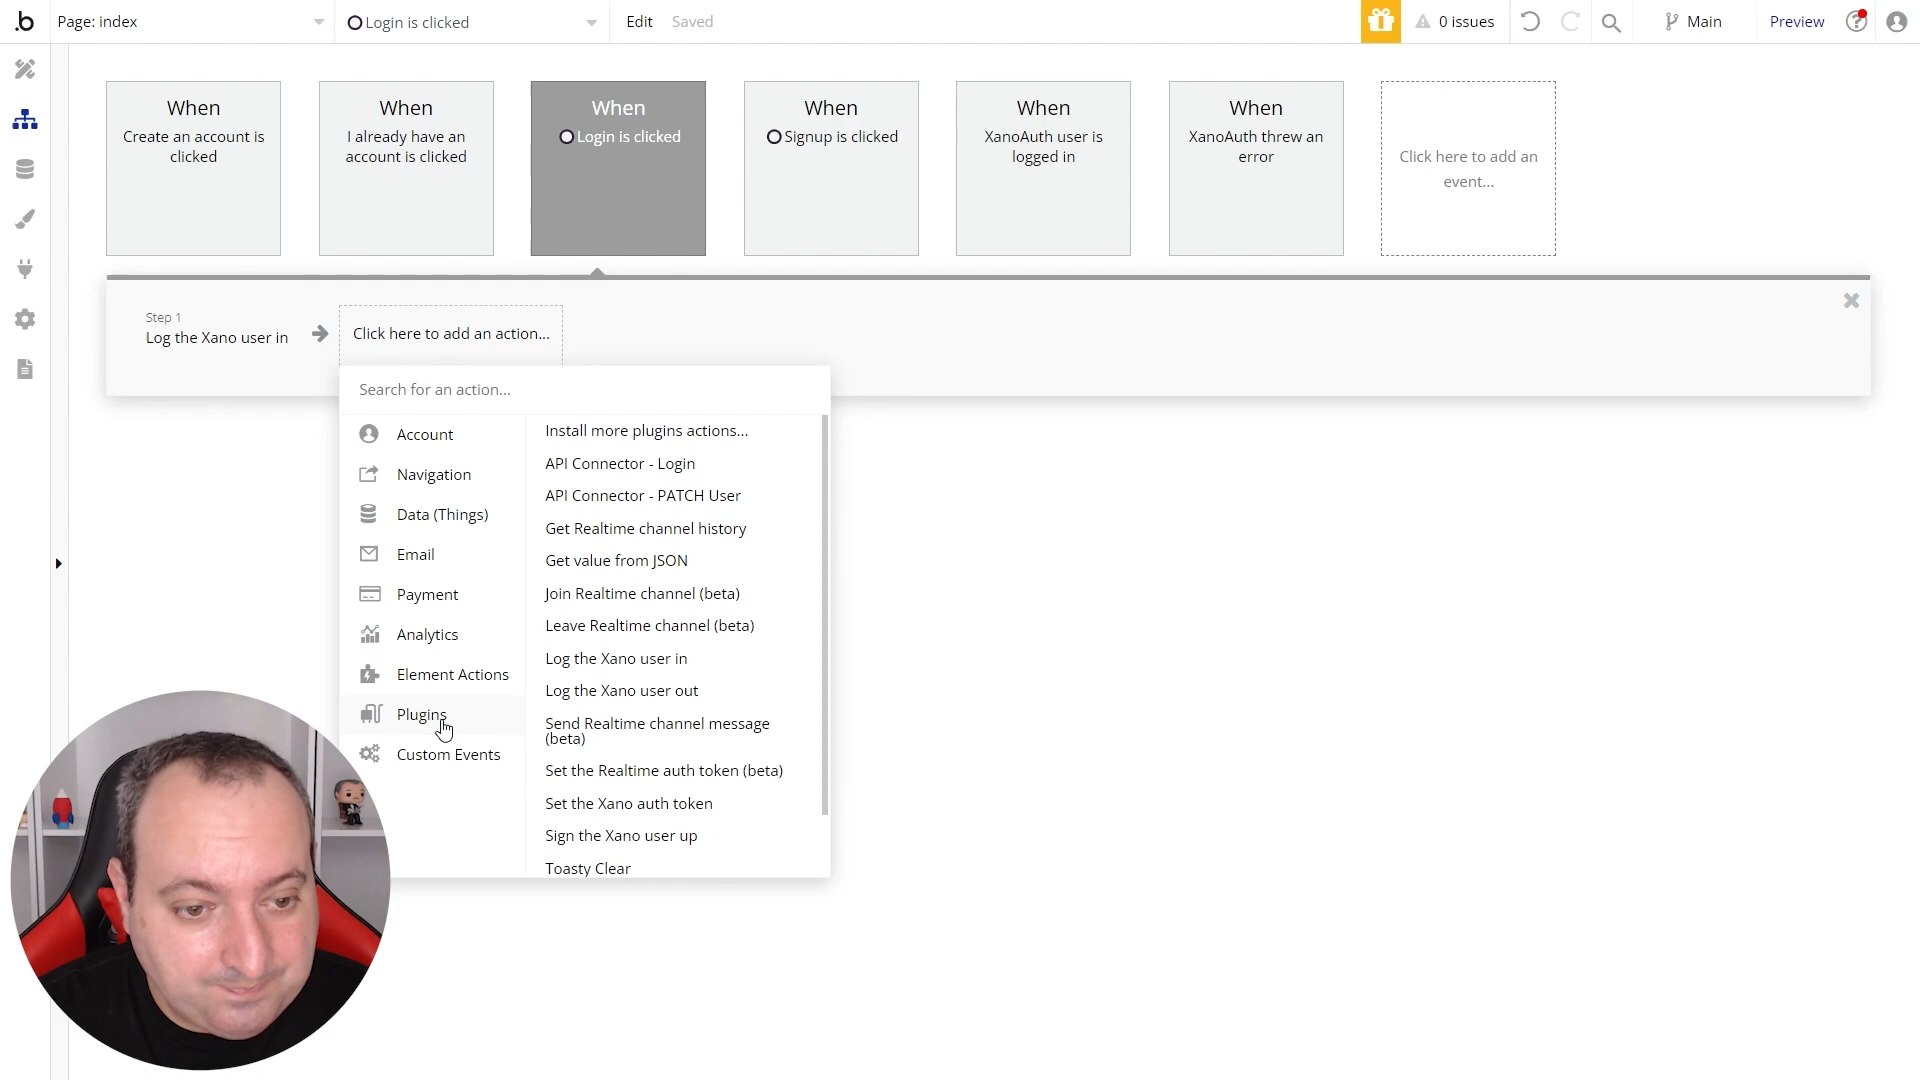 .b
Page: index
Login is clicked
Edit
Saved
0 issues
Main
Preview
?
When
Create an account is
clicked
When
I already have an
account is clicked
When
Login is clicked
When
Signup is clicked
When
XanoAuth user is
logged in
When
XanoAuth threw an
error
Click here to add an
event...
Step 1
Log the Xano user in
Click here to add an action...
Search for an action...
Account
Navigation
Data (Things)
Email
Payment
Analytics
Element Actions
Plugins
Custom Events
Install more plugins actions...
API Connector - Login
API Connector - PATCH User
Get Realtime channel history
Get value from JSON
Join Realtime channel (beta)
Leave Realtime channel (beta)
Log the Xano user in
Log the Xano user out
Send Realtime channel message
(beta)
Set the Realtime auth token (beta)
Set the Xano auth token
Sign the Xano user up
Toasty Clear